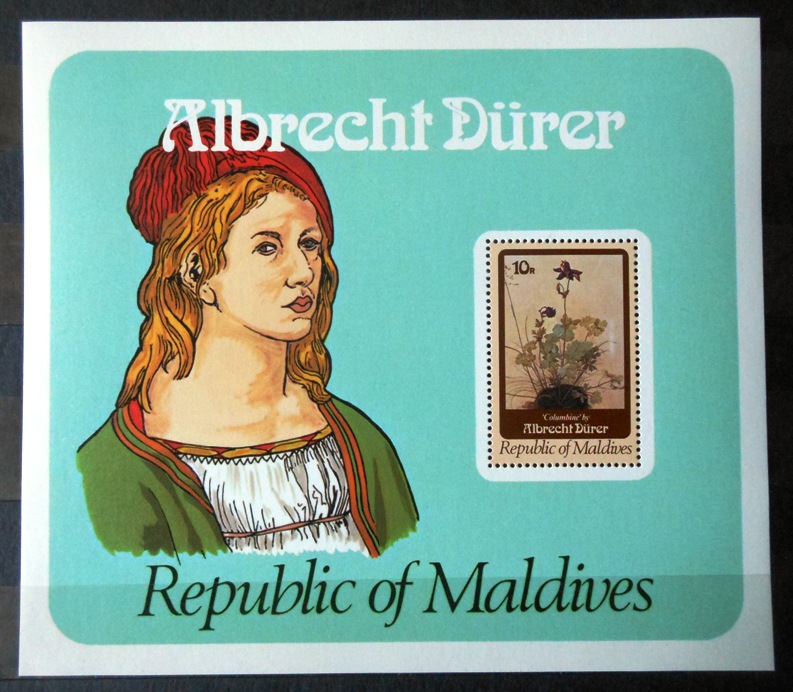 Albrecht Dürer
10R
'Columbine' by
Albrecht Dürer
Republic of Maldives
Republic of Maldives